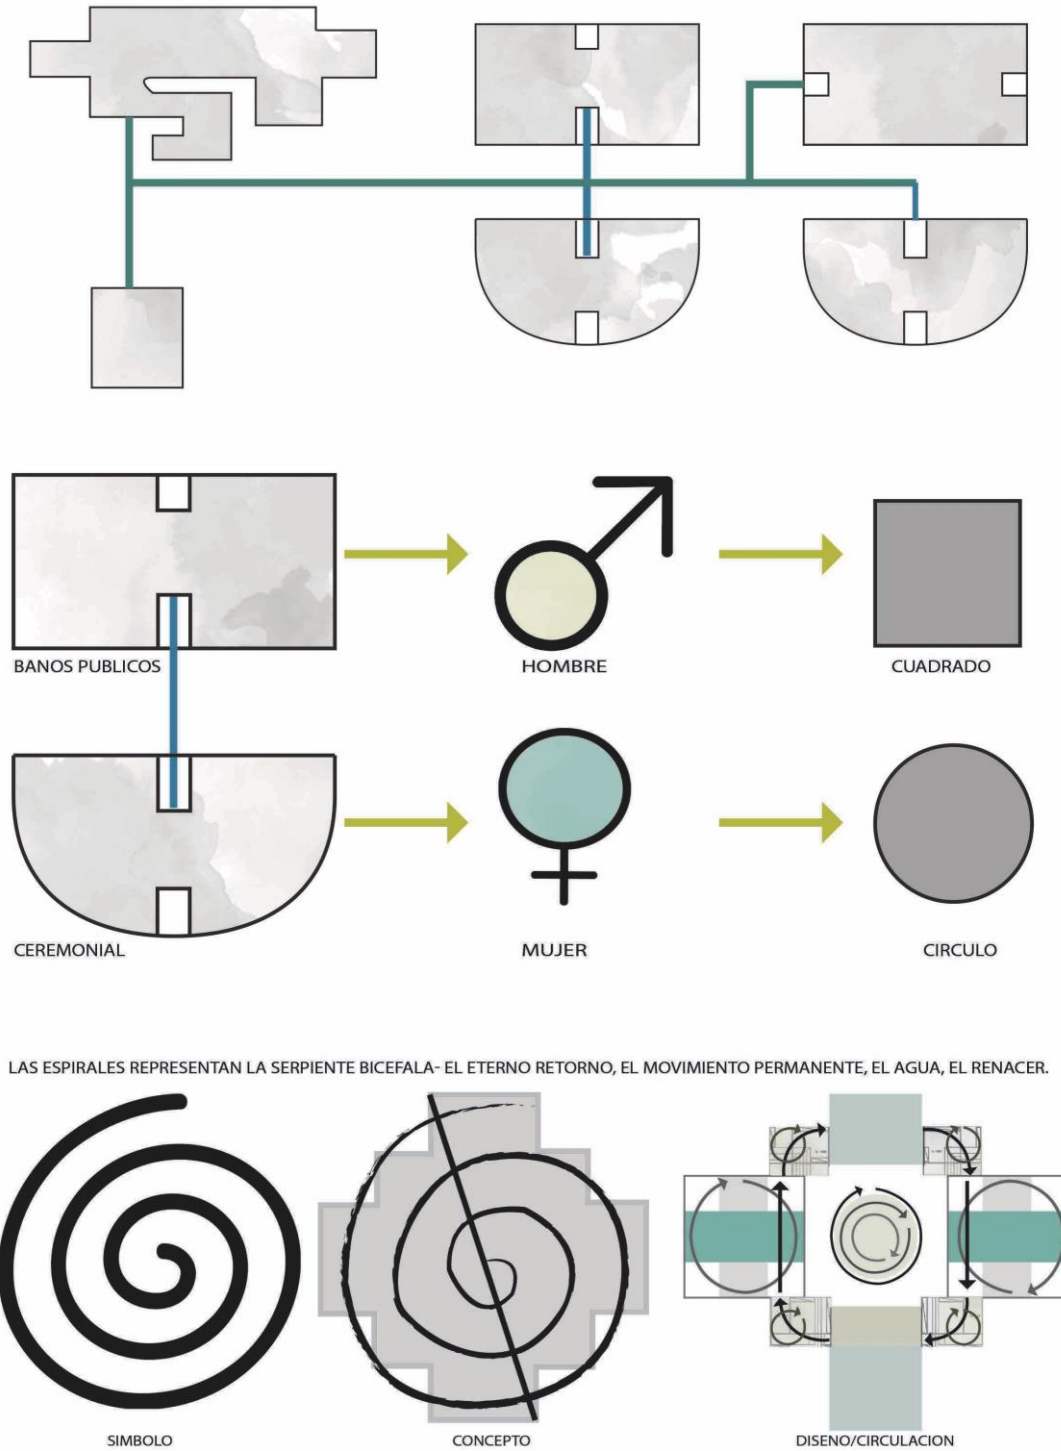 BANOS PUBLICOS
HOMBRE
CUADRADO
CEREMONIAL
MUJER
CIRCULO
LAS ESPIRALES REPRESENTAN LA SERPIENTE BICEFALA- EL ETERNO RETORNO, EL MOVIMIENTO PERMANENTE, EL AGUA, EL RENACER.
SIMBOLO
CONCEPTO
DISENO/CIRCULACION